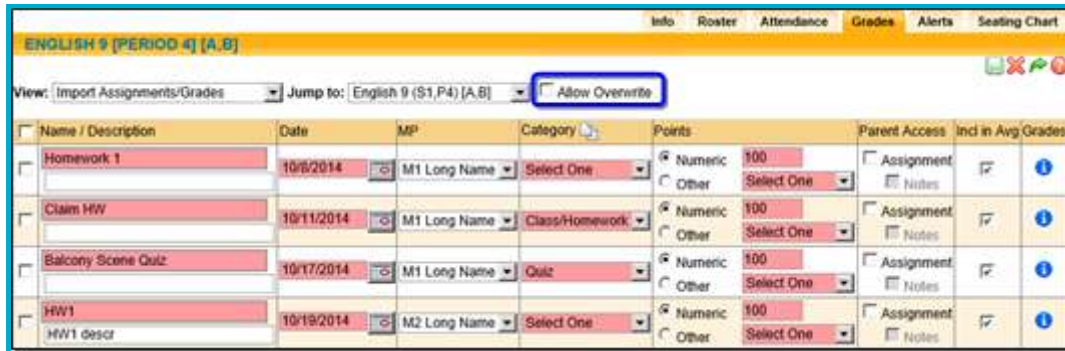 Info Roster Attendance Grades Alerts Seating Chart
ENGLISH 9 [PERIOD 4] [A,B]
View: Import Assignments/Grades Jump to: English 9 (S1,P4) [A,B] Allow Overwrite
Name / Description Date MP Category Points Parent Access Incl in Avg Grades
Homework 1 10/8/2014 M1 Long Name Select One Numeric 100 Assignment
Other Select One Notes
Claim HW 10/11/2014 M1 Long Name Class/Homework Numeric 100 Assignment
Other Select One Notes
Balcony Scene Quiz 10/17/2014 M1 Long Name Quiz Numeric 100 Assignment
Other Select One Notes
HW1 10/19/2014 M2 Long Name Select One Numeric 100 Assignment
HW1 descr Other Select One Notes